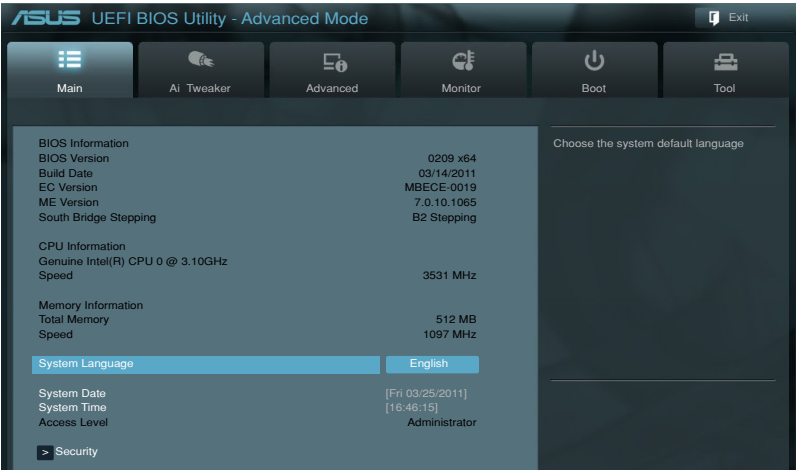 ASUS UEFI BIOS Utility - Advanced Mode
Exit
Main Ai Tweaker Advanced Monitor Boot Tool
BIOS Information
BIOS Version 0209 x64
Build Date 03/14/2011
EC Version MBECE-0019
ME Version 7.0.10.1065
South Bridge Stepping B2 Stepping
CPU Information
Genuine Intel(R) CPU 0 @ 3.10GHz
Speed 3531 MHz
Memory Information
Total Memory 512 MB
Speed 1097 MHz
System Language English
System Date [Fri 03/25/2011]
System Time [16:46:15]
Access Level Administrator
> Security
Choose the system default language